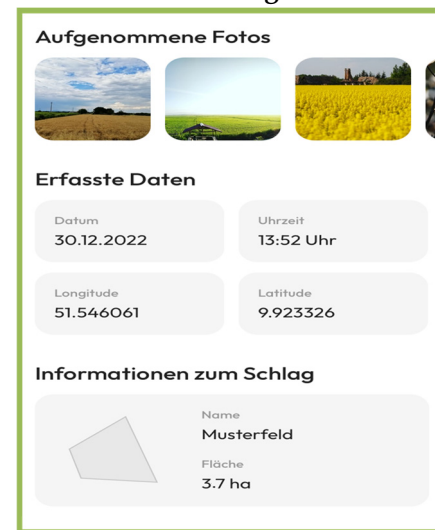 Aufgenommene Fotos
Erfasste Daten
Datum
30.12.2022
Uhrzeit
13:52 Uhr
Longitude
51.546061
Latitude
9.923326
Informationen zum Schlag
Name
Musterfeld
Fläche
3.7 ha